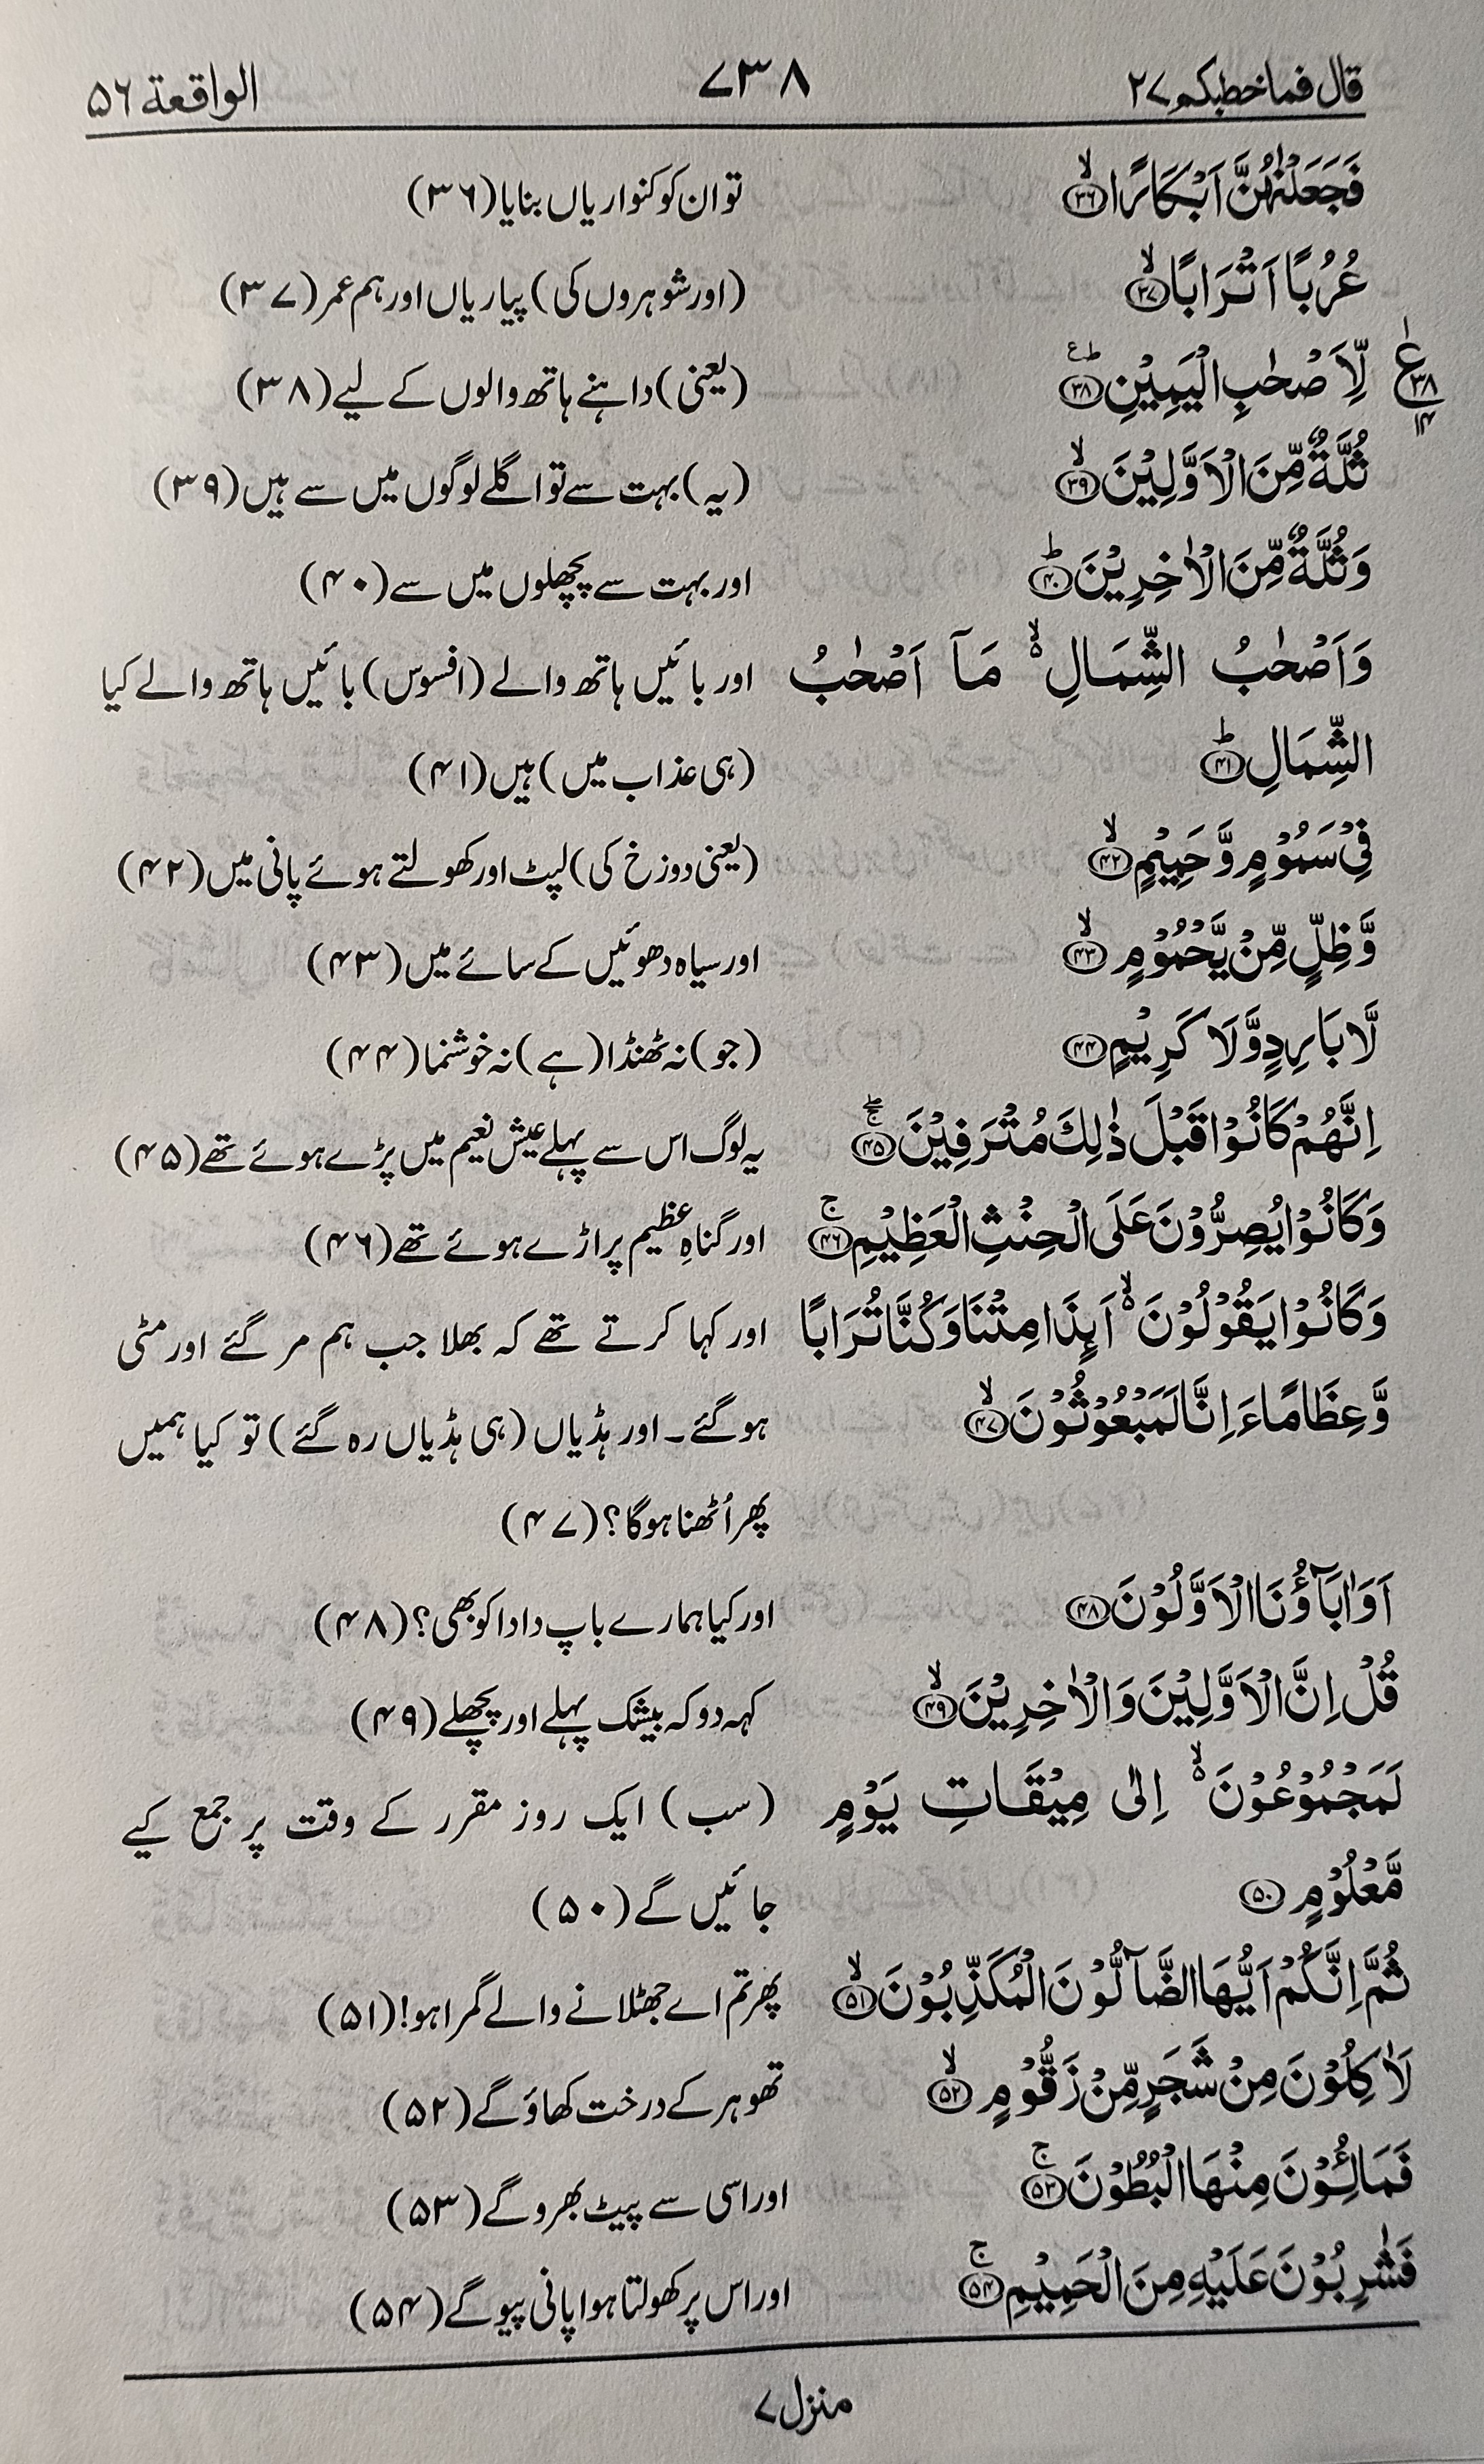 قال فماخطبکم ۲۷ ۷۳۸ الواقعة ۵۶
فَجَعَلْنٰهُنَّ اَبْكَارًا ۙ﴿۳۶﴾ تو ان کو کنواریاں بنایا (۳۶)
عُرُبًا اَتْرَابًا ۙ﴿۳۷﴾ (اور شوہروں کی) پیاریاں اور ہم عمر (۳۷)
لِّاَصْحٰبِ الْيَمِيْنِ ؕ۠﴿۳۸﴾ (یعنی) داہنے ہاتھ والوں کے لیے (۳۸)
ع ۱ ۳۸ ۱۴
ثُلَّةٌ مِّنَ الْاَوَّلِيْنَ ۙ﴿۳۹﴾ (یہ) بہت سے تو اگلے لوگوں میں سے ہیں (۳۹)
وَثُلَّةٌ مِّنَ الْاٰخِرِيْنَ ؕ﴿۴۰﴾ اور بہت سے پچھلوں میں سے (۴۰)
وَاَصْحٰبُ الشِّمَالِ ۙ۬ مَاۤ اَصْحٰبُ اور بائیں ہاتھ والے (افسوس) بائیں ہاتھ والے کیا
الشِّمَالِ ؕ﴿۴۱﴾ (ہی عذاب میں) ہیں (۴۱)
فِيْ سَمُوْمٍ وَّحَمِيْمٍ ۙ﴿۴۲﴾ (یعنی دوزخ کی) لپٹ اور کھولتے ہوئے پانی میں (۴۲)
وَّظِلٍّ مِّنْ يَّحْمُوْمٍ ۙ﴿۴۳﴾ اور سیاہ دھوئیں کے سائے میں (۴۳)
لَّا بَارِدٍ وَّلَا كَرِيْمٍ ﴿۴۴﴾ (جو) نہ ٹھنڈا (ہے) نہ خوشنما (۴۴)
اِنَّهُمْ كَانُوْا قَبْلَ ذٰلِكَ مُتْرَفِيْنَ ۚۖ﴿۴۵﴾ یہ لوگ اس سے پہلے عیش نعیم میں پڑے ہوئے تھے (۴۵)
وَكَانُوْا يُصِرُّوْنَ عَلَى الْحِنْثِ الْعَظِيْمِ ۚ﴿۴۶﴾ اور گناہِ عظیم پر اڑے ہوئے تھے (۴۶)
وَكَانُوْا يَقُوْلُوْنَ ۙ۬ اَىِٕذَا مِتْنَا وَكُنَّا تُرَابًا اور کہا کرتے تھے کہ بھلا جب ہم مر گئے اور مٹی
وَّعِظَامًا ءَاِنَّا لَمَبْعُوْثُوْنَ ۙ﴿۴۷﴾ ہو گئے۔ اور ہڈیاں (ہی ہڈیاں رہ گئے) تو کیا ہمیں
پھر اُٹھنا ہوگا؟ (۴۷)
اَوَاٰبَآؤُنَا الْاَوَّلُوْنَ ﴿۴۸﴾ اور کیا ہمارے باپ دادا کو بھی؟ (۴۸)
قُلْ اِنَّ الْاَوَّلِيْنَ وَالْاٰخِرِيْنَ ۙ﴿۴۹﴾ کہہ دو کہ بیشک پہلے اور پچھلے (۴۹)
لَمَجْمُوْعُوْنَ ۙ۬ اِلٰى مِيْقَاتِ يَوْمٍ (سب) ایک روز مقرر کے وقت پر جمع کیے
مَّعْلُوْمٍ ﴿۵۰﴾ جائیں گے (۵۰)
ثُمَّ اِنَّكُمْ اَيُّهَا الضَّآلُّوْنَ الْمُكَذِّبُوْنَ ۙ﴿۵۱﴾ پھر تم اے جھٹلانے والے گمراہو! (۵۱)
لَاٰكِلُوْنَ مِنْ شَجَرٍ مِّنْ زَقُّوْمٍ ۙ﴿۵۲﴾ تھوہر کے درخت کھاؤ گے (۵۲)
فَمَالِـُٔوْنَ مِنْهَا الْبُطُوْنَ ۚ﴿۵۳﴾ اور اسی سے پیٹ بھرو گے (۵۳)
فَشٰرِبُوْنَ عَلَيْهِ مِنَ الْحَمِيْمِ ۚ﴿۵۴﴾ اور اس پر کھولتا ہوا پانی پیو گے (۵۴)
منزل ۷